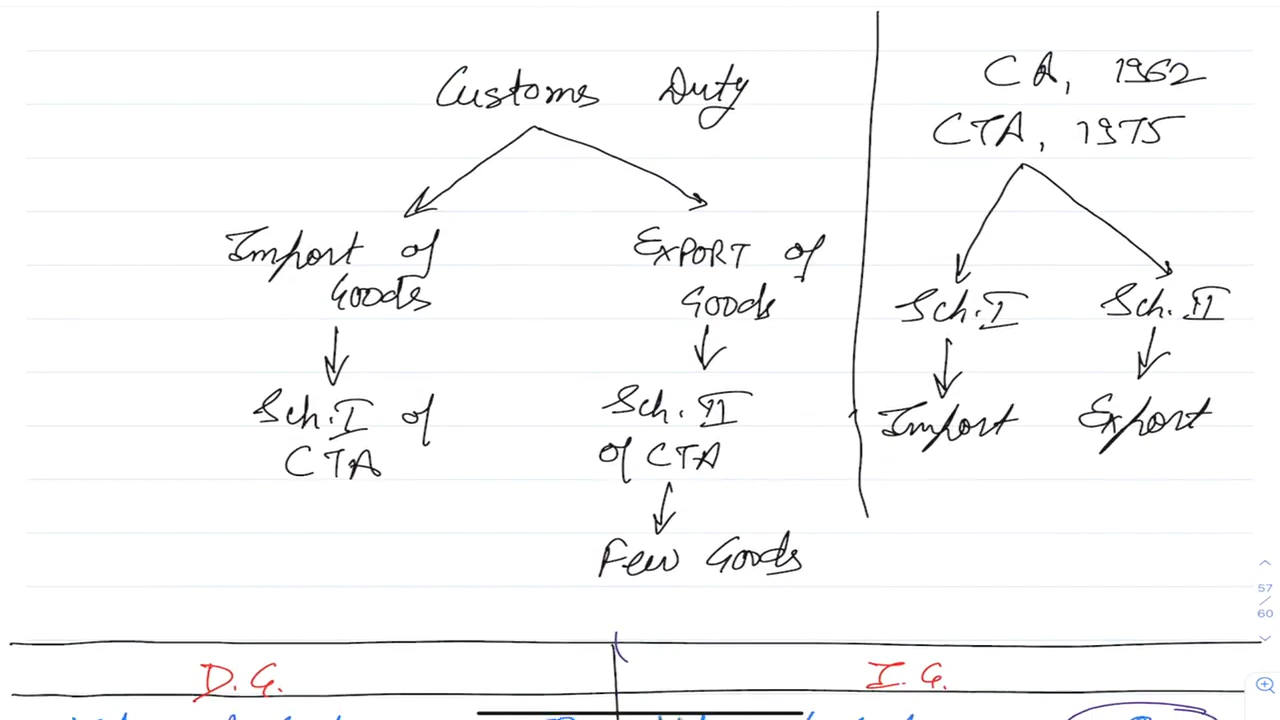 Customs Duty
Import of
Goods
Sch. I of
CTA
EXPORT of
Goods
Sch. II
of CTA
Few Goods
CA, 1962
CTA, 1975
Sch. I
Sch. II
Import
Export
57
/
60
D.G.
I.G.